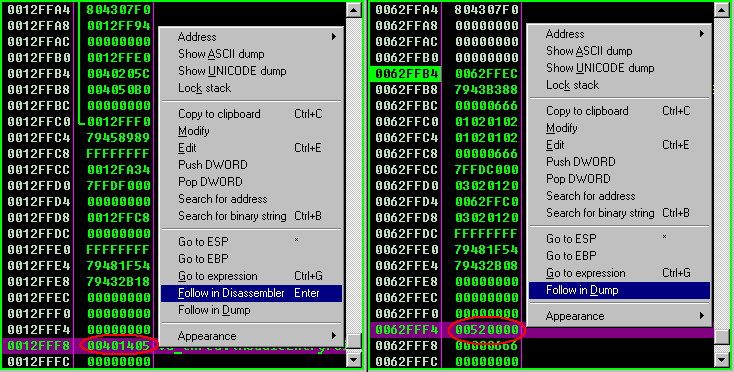 0012FFA4 804307F0
0012FFA8 0012FF94
0012FFAC 00000000
0012FFB0 0012FFE0
0012FFB4 0040205C
0012FFB8 004050B0
0012FFBC 00000000
0012FFC0 0012FFF0
0012FFC4 79458989
0012FFC8 FFFFFFFF
0012FFCC 0012FA34
0012FFD0 7FFDF000
0012FFD4 00000000
0012FFD8 0012FFC8
0012FFDC 00000000
0012FFE0 FFFFFFFF
0012FFE4 79481F54
0012FFE8 79432B18
0012FFEC 00000000
0012FFF0 00000000
0012FFF4 00000000
0012FFF8 00401405
0012FFFC 00000000
Address
Show ASCII dump
Show UNICODE dump
Lock stack
Copy to clipboard Ctrl+C
Modify
Edit Ctrl+E
Push DWORD
Pop DWORD
Search for address
Search for binary string Ctrl+B
Go to ESP *
Go to EBP
Go to expression Ctrl+G
Follow in Disassembler Enter
Follow in Dump
Appearance
0062FFA4 804307F0
0062FFA8 00000000
0062FFAC 00000000
0062FFB0 00000000
0062FFB4 0062FFEC
0062FFB8 7943B388
0062FFBC 00000666
0062FFC0 01020102
0062FFC4 01020102
0062FFC8 00000666
0062FFCC 7FFDC000
0062FFD0 03020120
0062FFD4 0062FFC0
0062FFD8 03020120
0062FFDC FFFFFFFF
0062FFE0 79481F54
0062FFE4 79432B08
0062FFE8 00000000
0062FFEC 00000000
0062FFF0 00000000
0062FFF4 00520000
0062FFF8 00000666
0062FFFC 00000000
Address
Show ASCII dump
Show UNICODE dump
Lock stack
Copy to clipboard Ctrl+C
Modify
Edit Ctrl+E
Push DWORD
Pop DWORD
Search for address
Search for binary string Ctrl+B
Go to ESP *
Go to EBP
Go to expression Ctrl+G
Follow in Dump
Appearance